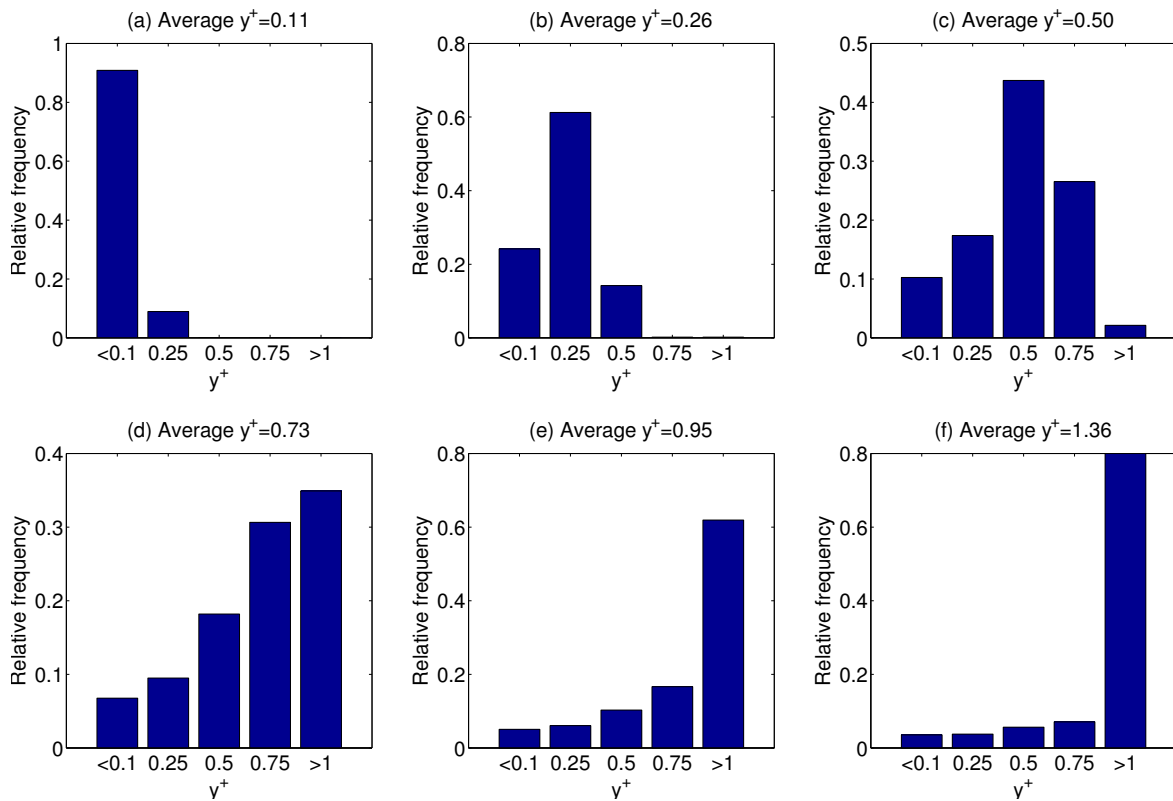 (a) Average y+=0.11
1
0.8
0.6
0.4
0.2
0
Relative frequency
<0.1 0.25 0.5 0.75 >1
y+
(b) Average y+=0.26
0.8
0.6
0.4
0.2
0
Relative frequency
<0.1 0.25 0.5 0.75 >1
y+
(c) Average y+=0.50
0.5
0.4
0.3
0.2
0.1
0
Relative frequency
<0.1 0.25 0.5 0.75 >1
y+
(d) Average y+=0.73
0.4
0.3
0.2
0.1
0
Relative frequency
<0.1 0.25 0.5 0.75 >1
y+
(e) Average y+=0.95
0.8
0.6
0.4
0.2
0
Relative frequency
<0.1 0.25 0.5 0.75 >1
y+
(f) Average y+=1.36
0.8
0.6
0.4
0.2
0
Relative frequency
<0.1 0.25 0.5 0.75 >1
y+